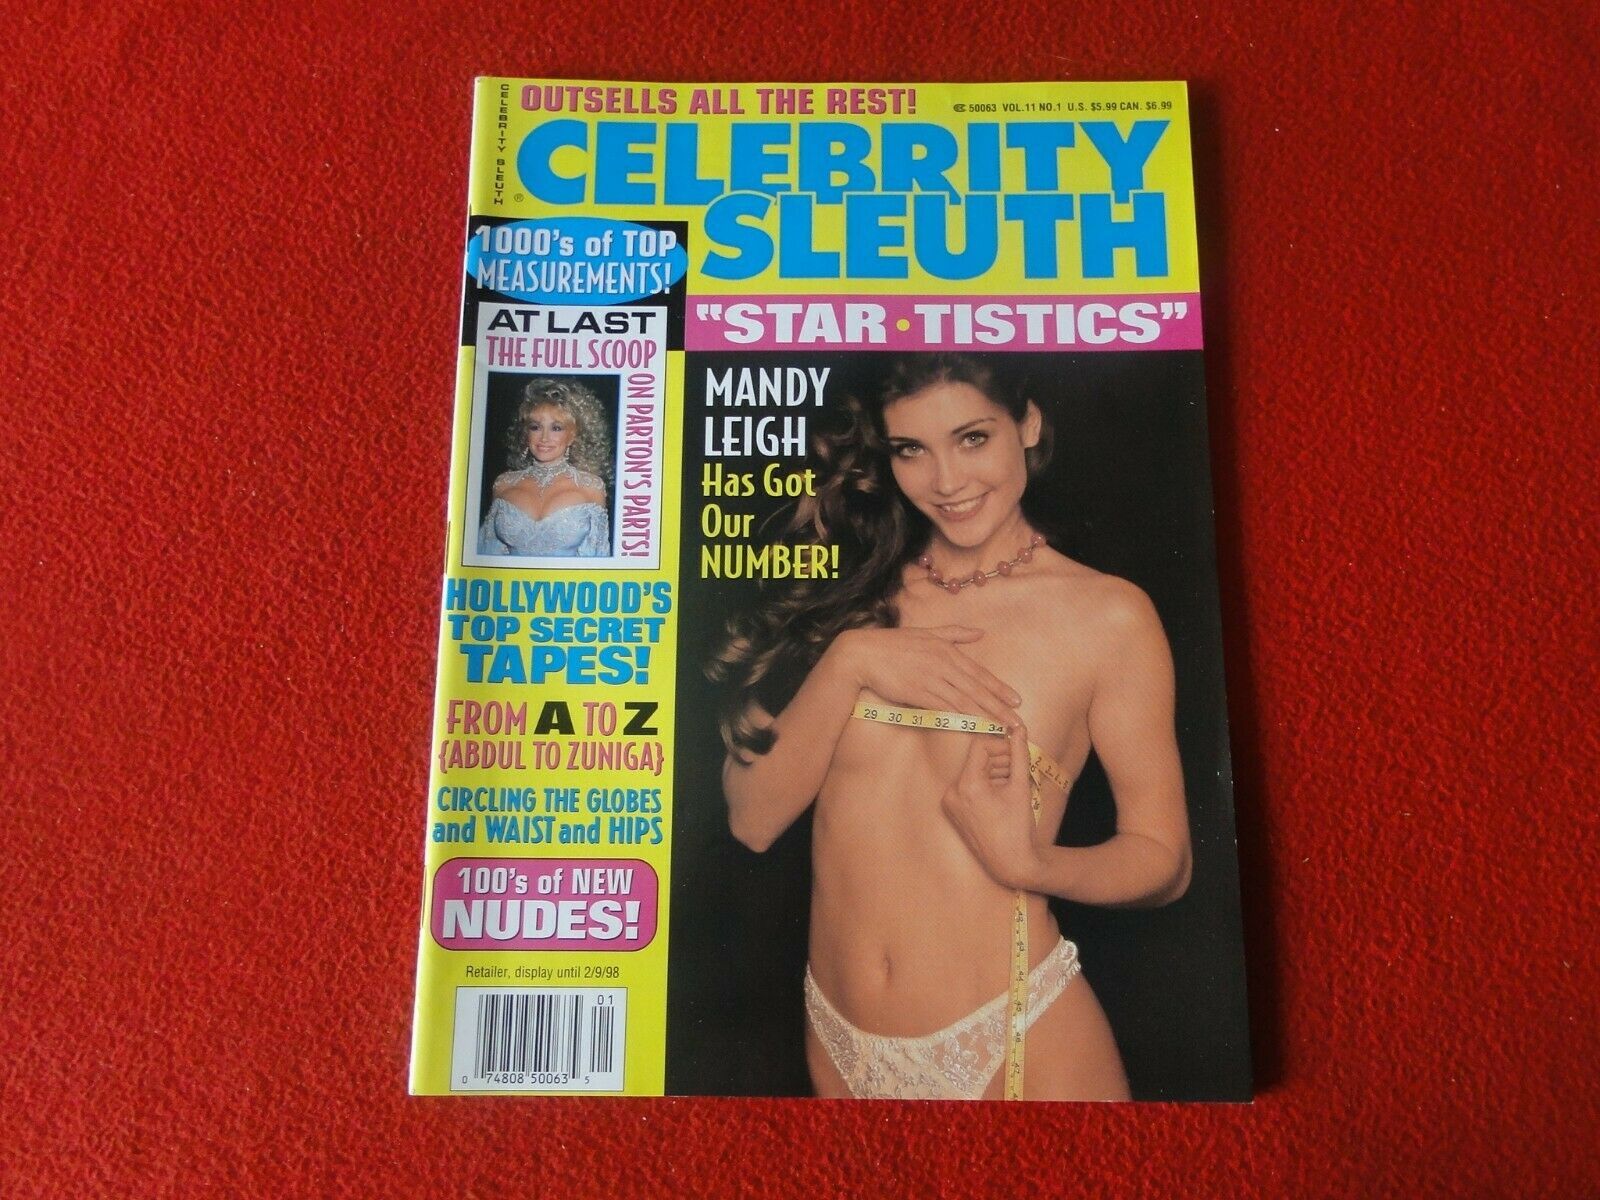 OUTSELLS ALL THE REST!
50063 VOL.11 NO.1 U.S. $5.99 CAN. $6.99
CELEBRITY SLEUTH
CELEBRITY
SLEUTH
®
1000's of TOP
MEASUREMENTS!
"STAR•TISTICS"
AT LAST
THE FULL SCOOP
ON PARTON'S PARTS!
MANDY
LEIGH
Has Got
Our
NUMBER!
HOLLYWOOD'S
TOP SECRET
TAPES!
FROM A TO Z
{ABDUL TO ZUNIGA}
CIRCLING THE GLOBES
and WAIST and HIPS
100's of NEW
NUDES!
Retailer, display until 2/9/98
01
0 74808 50063 5
29 30 31 32 33 34